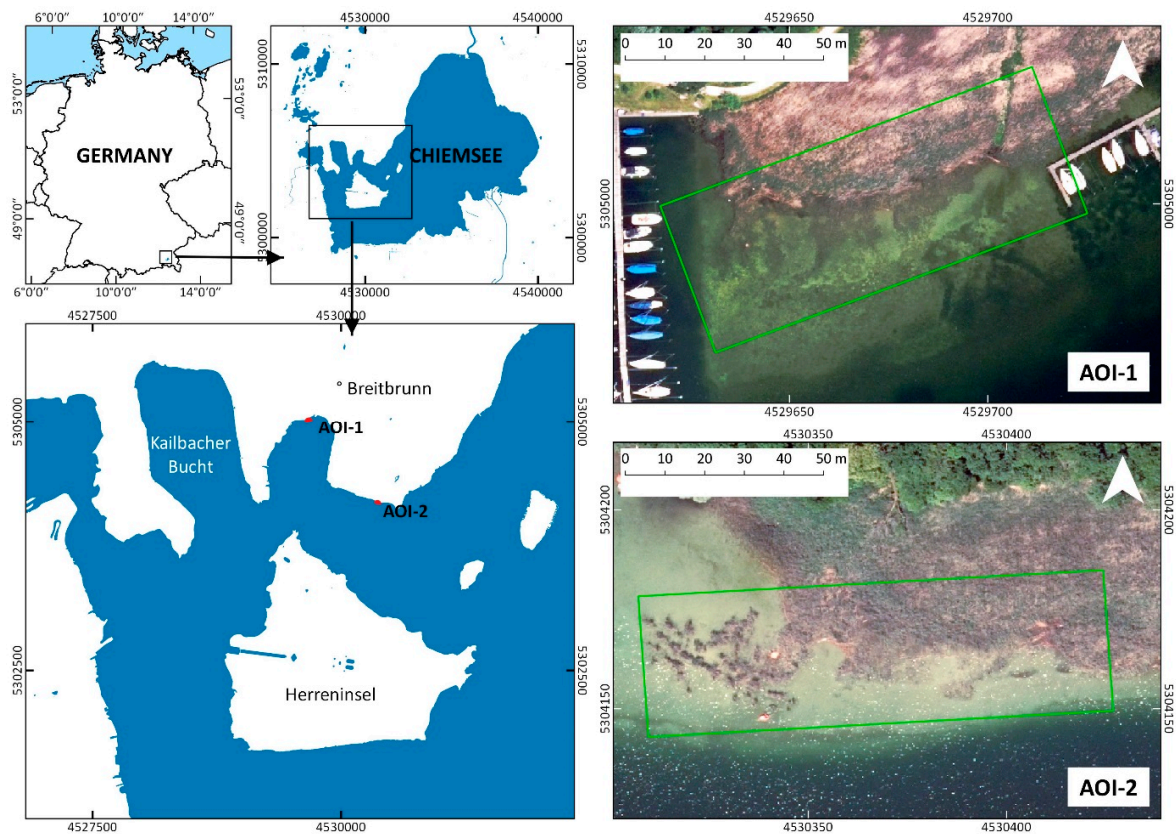 6°0'0" 10°0'0" 14°0'0"
53°0'0" 53°0'0"
GERMANY
49°0'0" 49°0'0"
6°0'0" 10°0'0" 14°0'0"
4530000 4540000
5310000 5310000
CHIEMSEE
5300000 5300000
4530000 4540000
4527500 4530000
Breitbrunn
5305000 5305000
AOI-1
Kailbacher
Bucht
AOI-2
5302500 5302500
Herreninsel
4527500 4530000
4529650 4529700
0 10 20 30 40 50 m
5305000 5305000
AOI-1
4529650 4529700
4530350 4530400
0 10 20 30 40 50 m
5304200 5304200
5304150 5304150
AOI-2
4530350 4530400